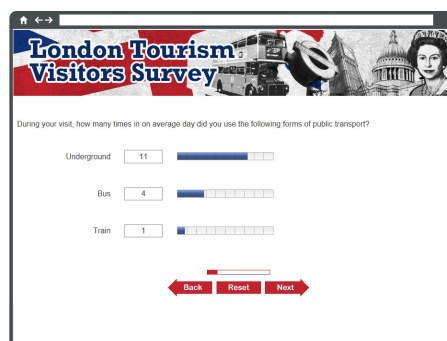 London Tourism
Visitors Survey
During your visit, how many times in on average day did you use the following forms of public transport?
Underground 11
Bus 4
Train 1
Back Reset Next